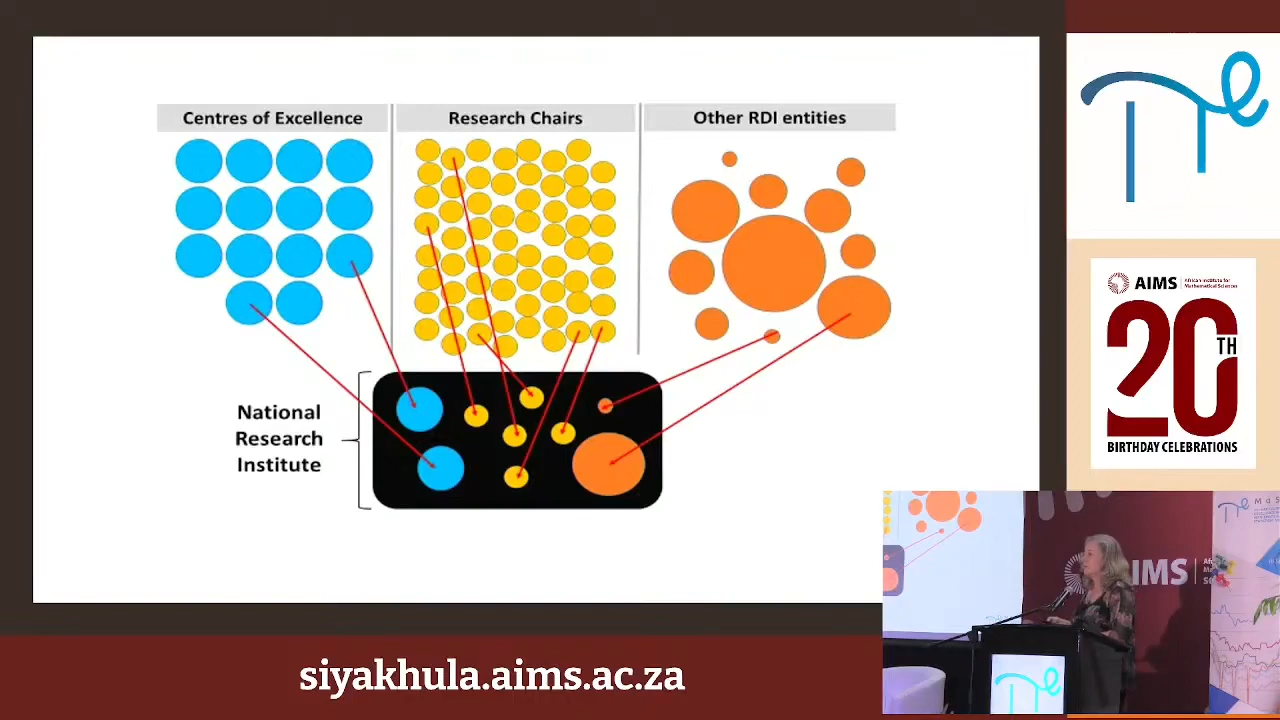 Centres of Excellence
Research Chairs
Other RDI entities
National
Research
Institute
AIMS
African Institute for
Mathematical Sciences
20
TH
BIRTHDAY CELEBRATIONS
AIMS
siyakhula.aims.ac.za